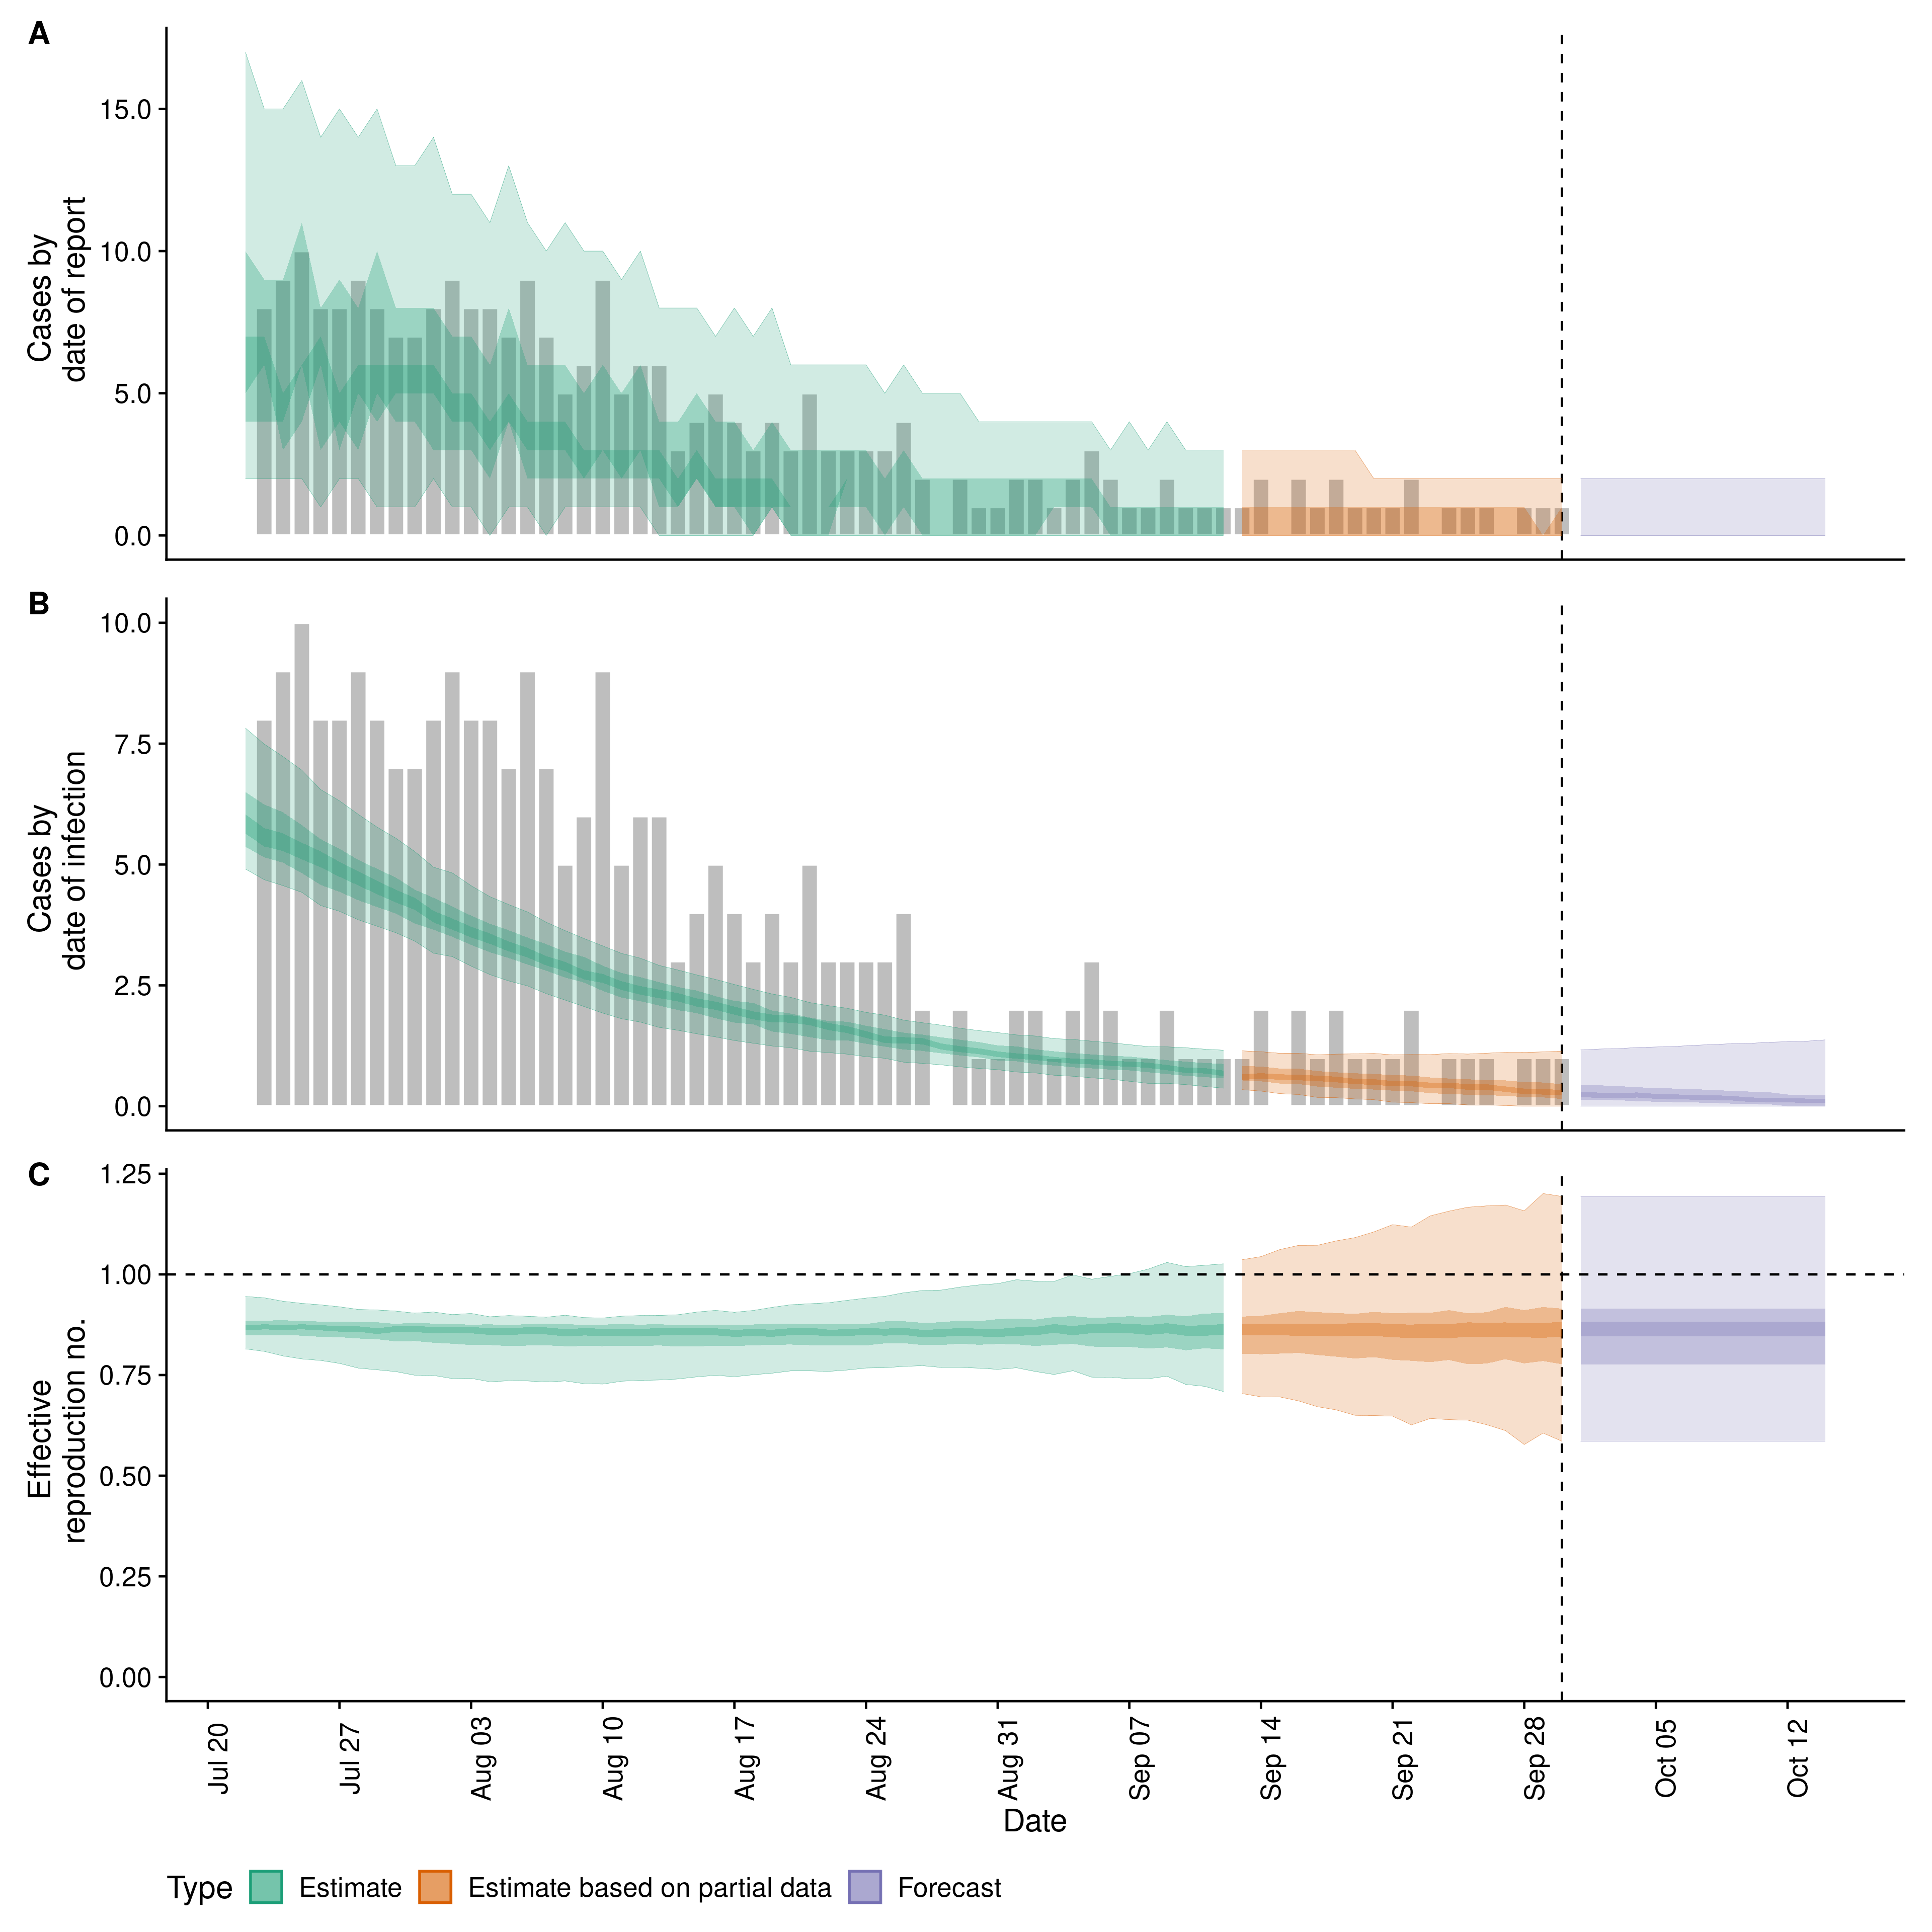 A
Cases by
date of report
15.0
10.0
5.0
0.0
B
Cases by
date of infection
10.0
7.5
5.0
2.5
0.0
C
Effective
reproduction no.
1.25
1.00
0.75
0.50
0.25
0.00
Jul 20
Jul 27
Aug 03
Aug 10
Aug 17
Aug 24
Aug 31
Sep 07
Sep 14
Sep 21
Sep 28
Oct 05
Oct 12
Date
Type Estimate Estimate based on partial data Forecast